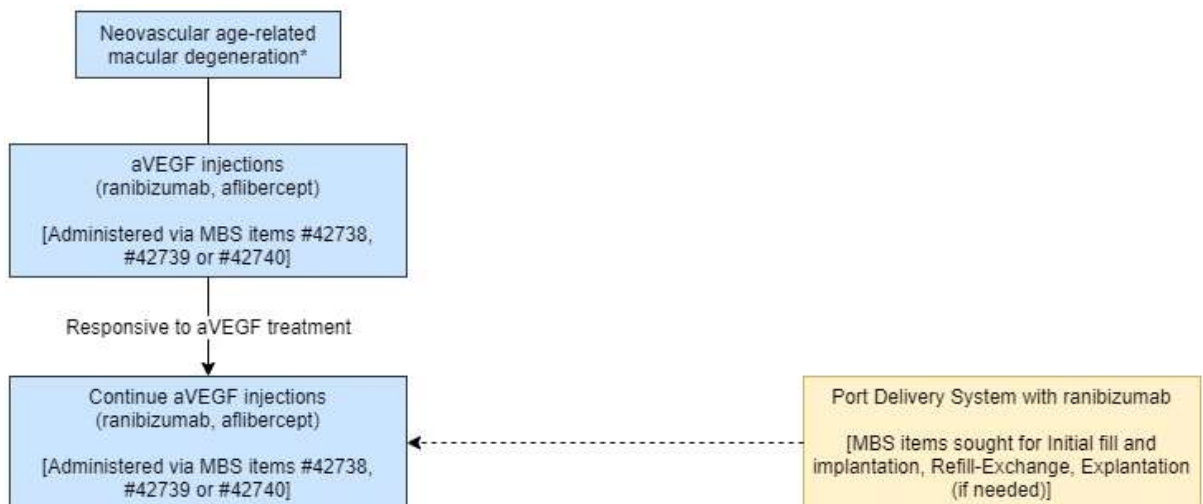 Neovascular age-related
macular degeneration*
aVEGF injections
(ranibizumab, aflibercept)
[Administered via MBS items #42738,
#42739 or #42740]
Responsive to aVEGF treatment
Continue aVEGF injections
(ranibizumab, aflibercept)
[Administered via MBS items #42738,
#42739 or #42740]
Port Delivery System with ranibizumab
[MBS items sought for Initial fill and
implantation, Refill-Exchange, Explantation
(if needed)]